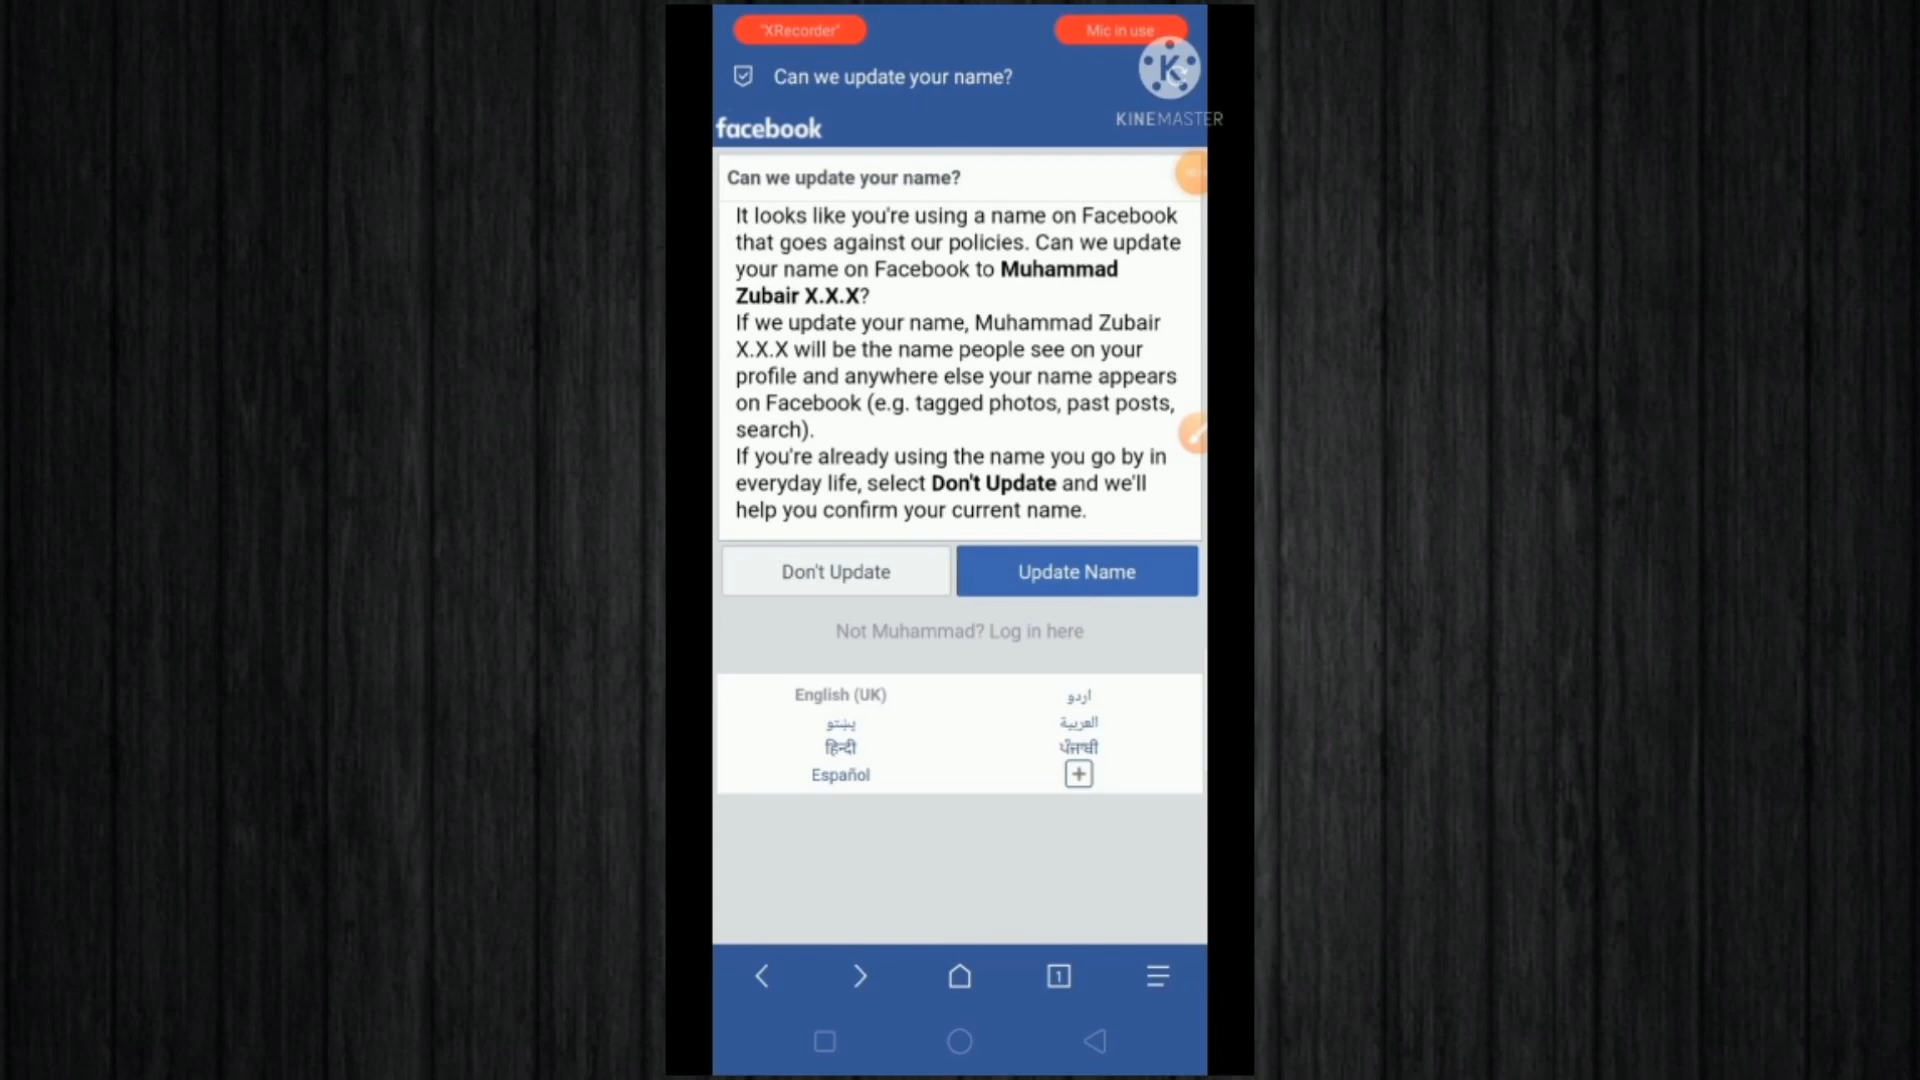 "XRecorder"
Mic in use
Can we update your name?
K
KINEMASTER
facebook
Can we update your name?
It looks like you're using a name on Facebook
that goes against our policies. Can we update
your name on Facebook to Muhammad
Zubair X.X.X?
If we update your name, Muhammad Zubair
X.X.X will be the name people see on your
profile and anywhere else your name appears
on Facebook (e.g. tagged photos, past posts,
search).
If you're already using the name you go by in
everyday life, select Don't Update and we'll
help you confirm your current name.
Don't Update
Update Name
Not Muhammad? Log in here
English (UK)
اردو
پښتو
العربية
हिन्दी
ਪੰਜਾਬੀ
Español
1